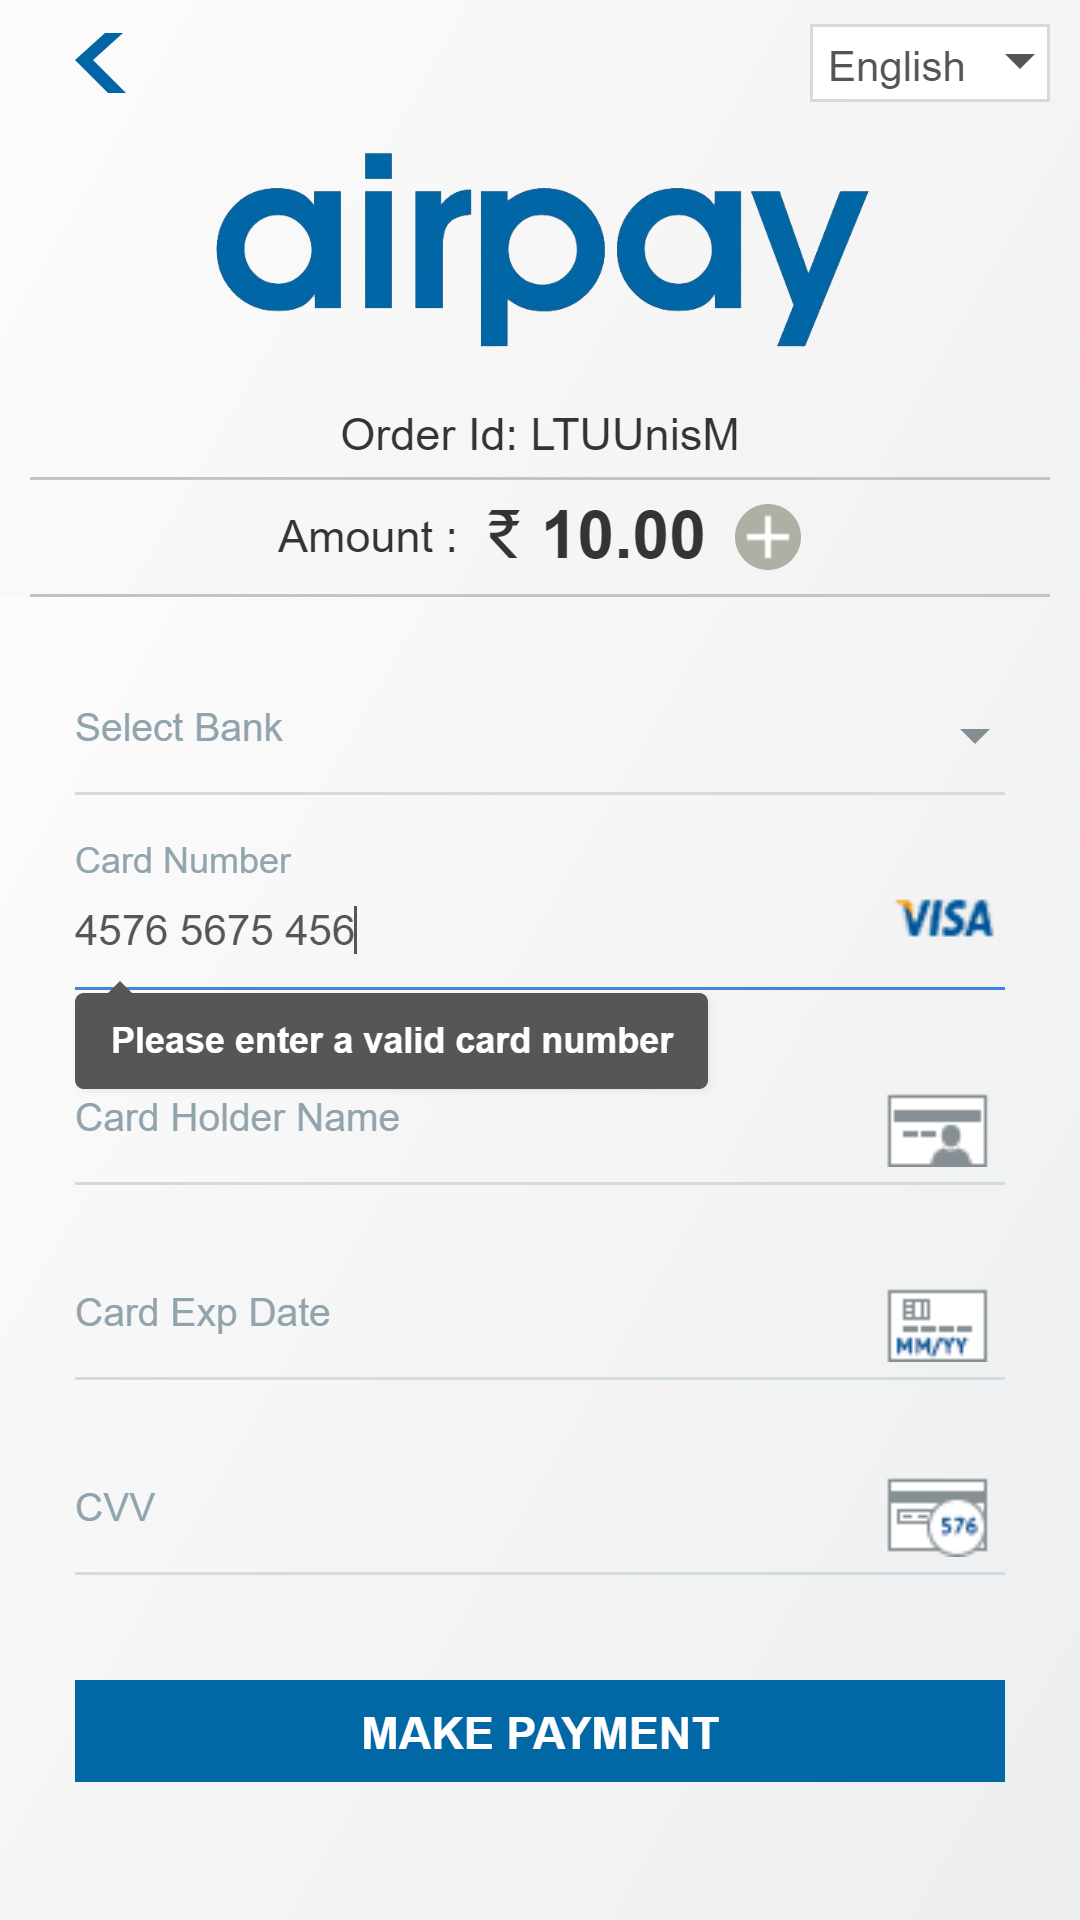 English
airpay
Order Id: LTUUnisM
Amount : ₹ 10.00
Select Bank
Card Number
4576 5675 456
VISA
Please enter a valid card number
Card Holder Name
Card Exp Date
MM/YY
CVV
576
MAKE PAYMENT